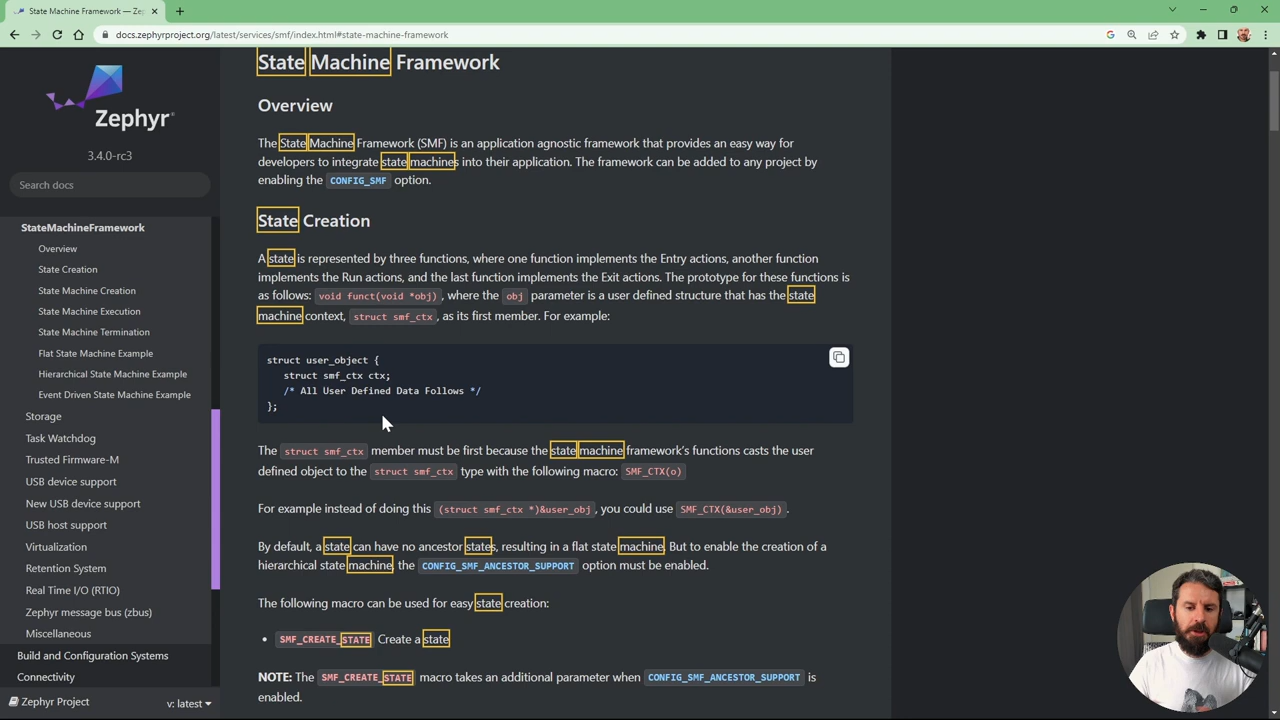 State Machine Framework — Ze
docs.zephyrproject.org/latest/services/smf/index.html#state-machine-framework
Zephyr
3.4.0-rc3
Search docs
StateMachineFramework
Overview
State Creation
State Machine Creation
State Machine Execution
State Machine Termination
Flat State Machine Example
Hierarchical State Machine Example
Event Driven State Machine Example
Storage
Task Watchdog
Trusted Firmware-M
USB device support
New USB device support
USB host support
Virtualization
Retention System
Real Time I/O (RTIO)
Zephyr message bus (zbus)
Miscellaneous
Build and Configuration Systems
Connectivity
Zephyr Project
v: latest
State Machine Framework
Overview
The State Machine Framework (SMF) is an application agnostic framework that provides an easy way for
developers to integrate state machines into their application. The framework can be added to any project by
enabling the CONFIG_SMF option.
State Creation
A state is represented by three functions, where one function implements the Entry actions, another function
implements the Run actions, and the last function implements the Exit actions. The prototype for these functions is
as follows: void funct(void *obj), where the obj parameter is a user defined structure that has the state
machine context, struct smf_ctx, as its first member. For example:
struct user_object {
struct smf_ctx ctx;
/* All User Defined Data Follows */
};
The struct smf_ctx member must be first because the state machine framework's functions casts the user
defined object to the struct smf_ctx type with the following macro: SMF_CTX(o)
For example instead of doing this (struct smf_ctx *)&user_obj, you could use SMF_CTX(&user_obj).
By default, a state can have no ancestor states, resulting in a flat state machine. But to enable the creation of a
hierarchical state machine, the CONFIG_SMF_ANCESTOR_SUPPORT option must be enabled.
The following macro can be used for easy state creation:
• SMF_CREATE_STATE Create a state
NOTE: The SMF_CREATE_STATE macro takes an additional parameter when CONFIG_SMF_ANCESTOR_SUPPORT is
enabled.